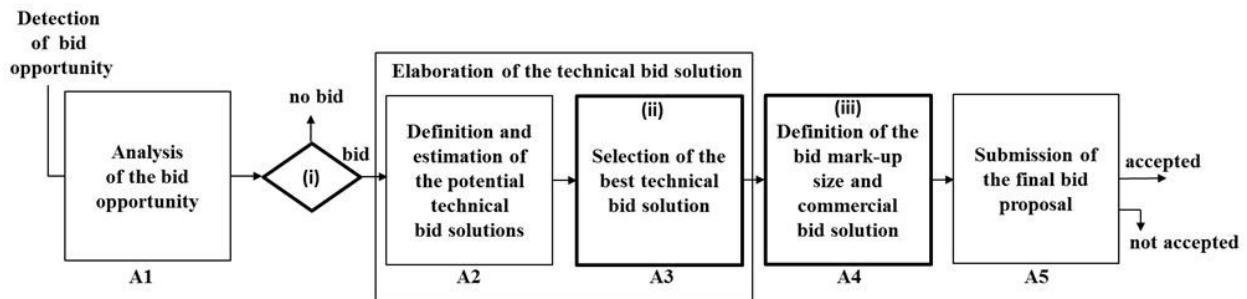 Detection
of bid
opportunity
Analysis
of the bid
opportunity
A1
no bid
(i)
bid
Elaboration of the technical bid solution
Definition and
estimation of
the potential
technical
bid solutions
A2
(ii)
Selection of the
best technical
bid solution
A3
(iii)
Definition of the
bid mark-up
size and
commercial
bid solution
A4
Submission of
the final bid
proposal
A5
accepted
not accepted